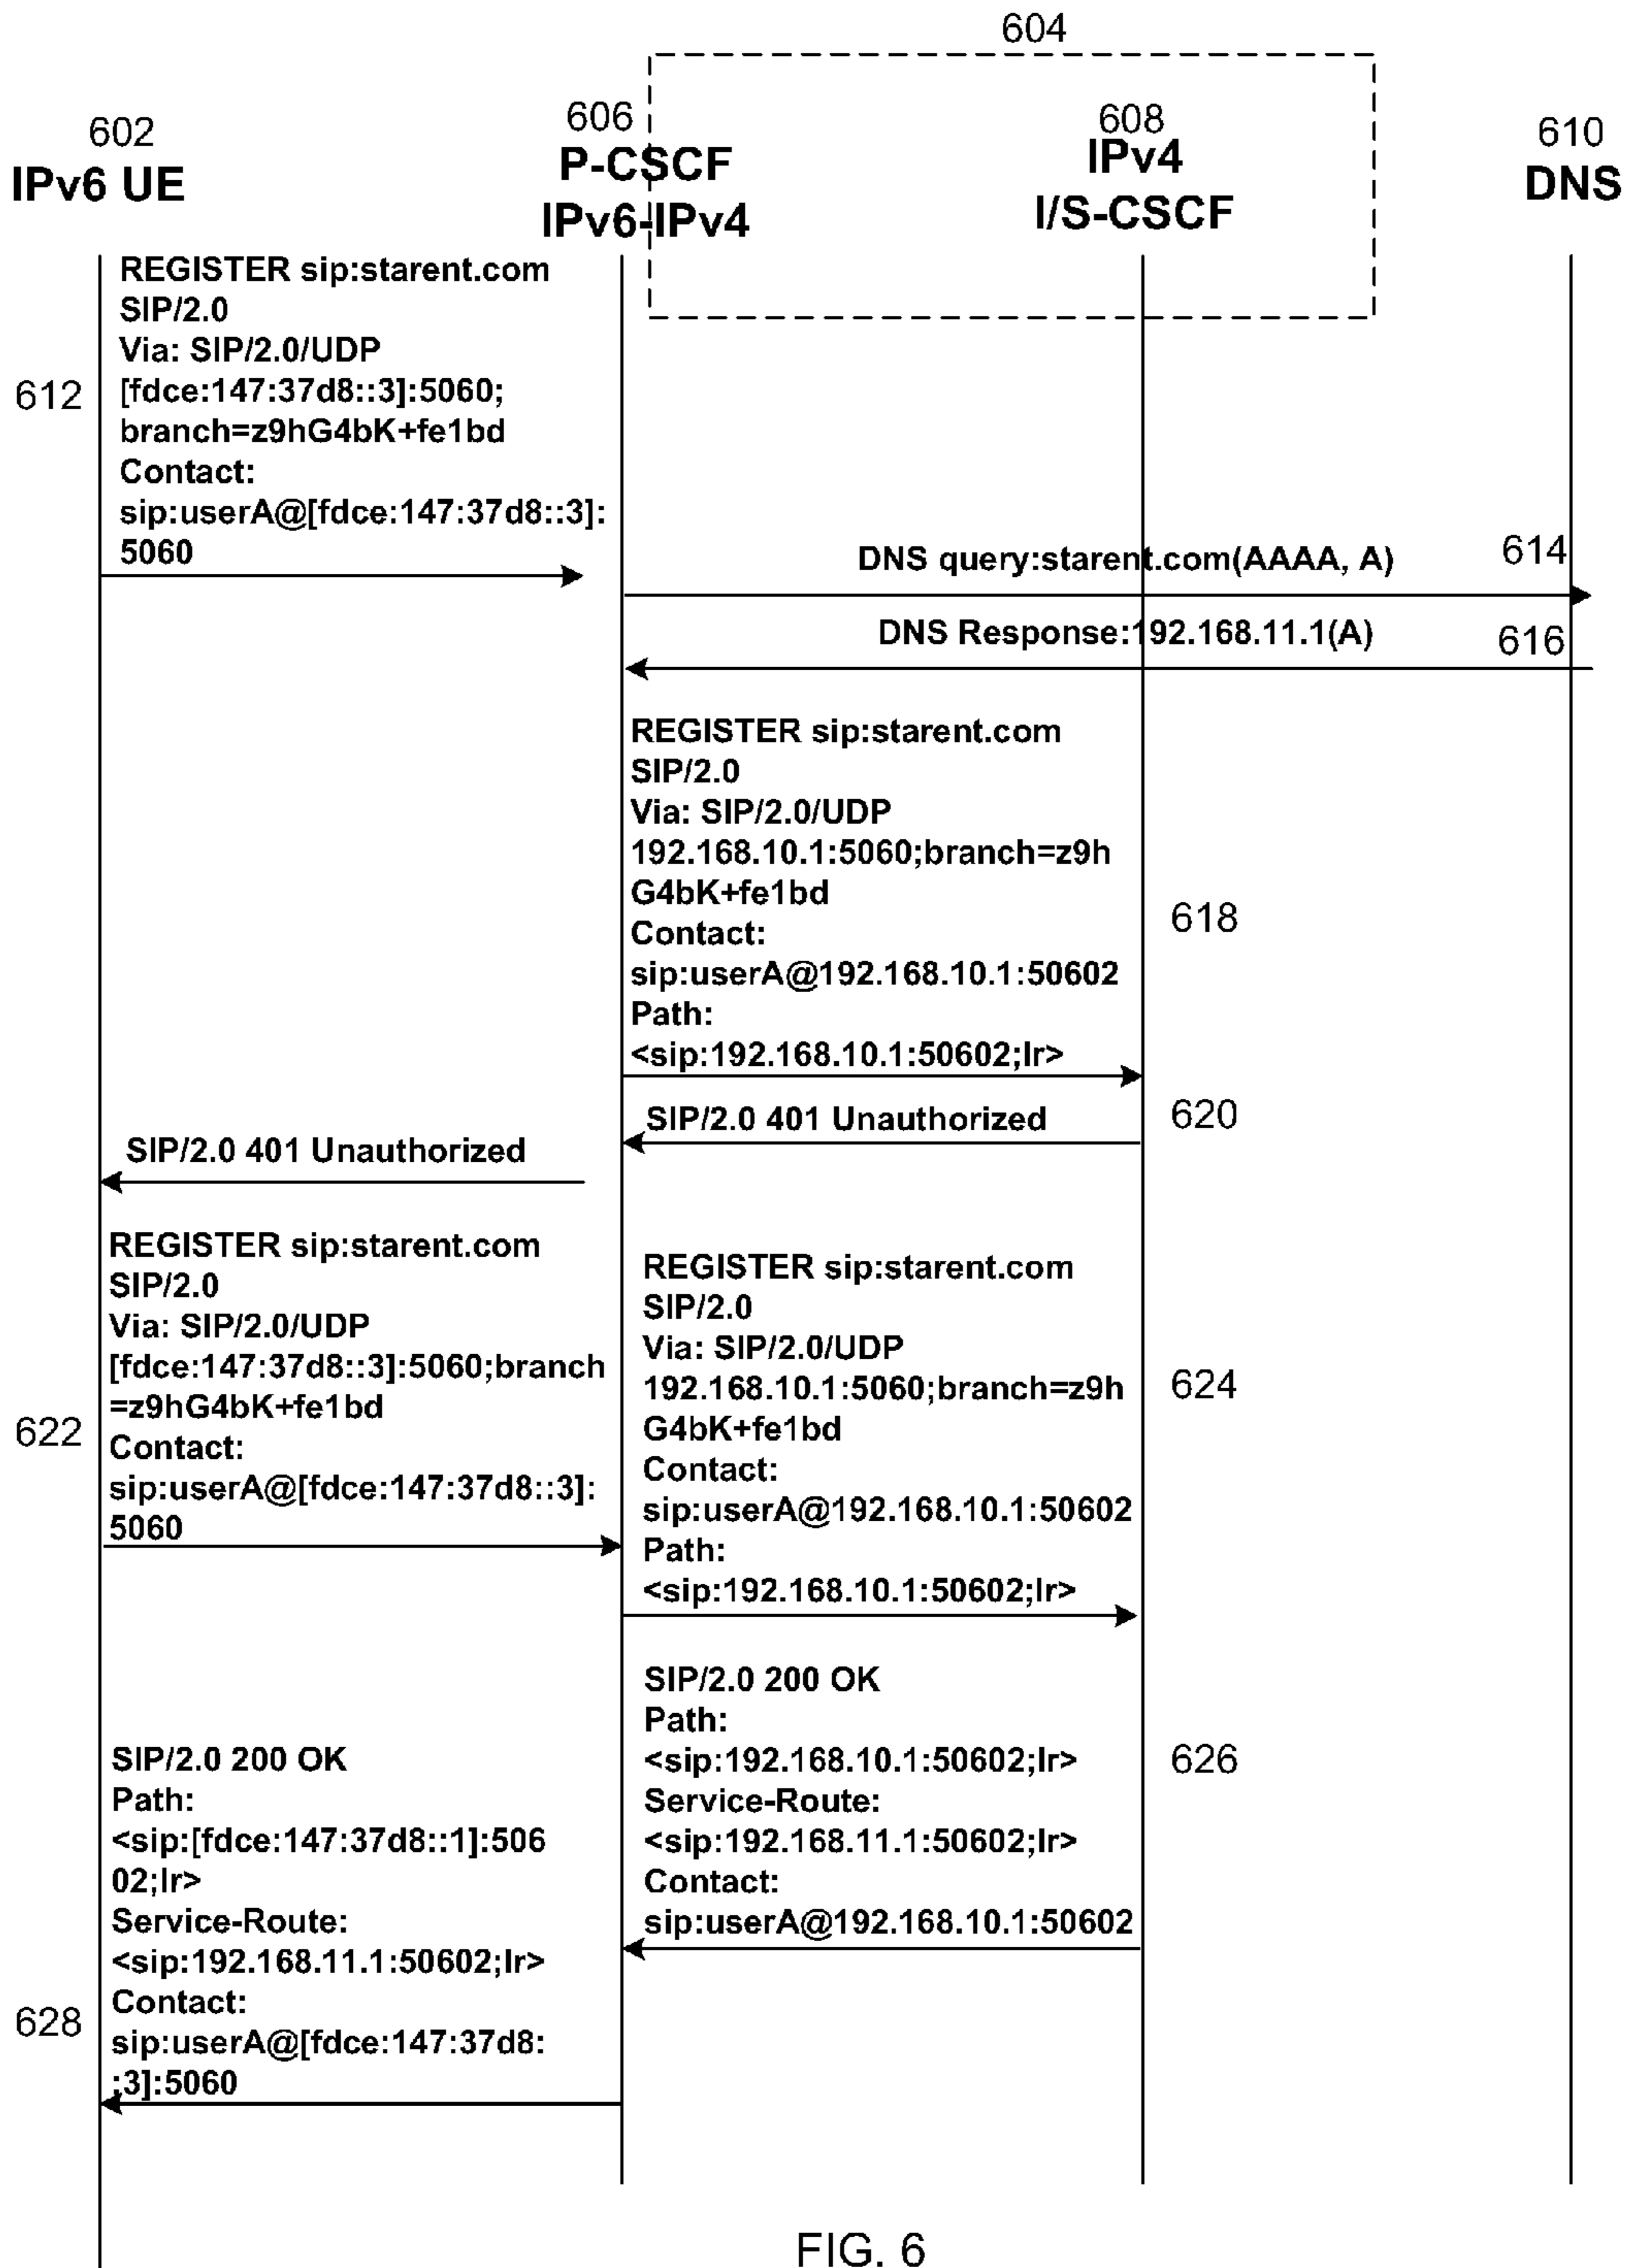 604
602
IPv6 UE
606
P-CSCF
IPv6-IPv4
608
IPv4
I/S-CSCF
610
DNS
612
REGISTER sip:starent.com
SIP/2.0
Via: SIP/2.0/UDP
[fdce:147:37d8::3]:5060;
branch=z9hG4bK+fe1bd
Contact:
sip:userA@[fdce:147:37d8::3]:
5060
DNS query:starent.com(AAAA, A)
614
DNS Response:192.168.11.1(A)
616
REGISTER sip:starent.com
SIP/2.0
Via: SIP/2.0/UDP
192.168.10.1:5060;branch=z9h
G4bK+fe1bd
Contact:
sip:userA@192.168.10.1:50602
Path:
<sip:192.168.10.1:50602;lr>
618
SIP/2.0 401 Unauthorized
620
SIP/2.0 401 Unauthorized
REGISTER sip:starent.com
SIP/2.0
Via: SIP/2.0/UDP
[fdce:147:37d8::3]:5060;branch
=z9hG4bK+fe1bd
Contact:
sip:userA@[fdce:147:37d8::3]:
5060
622
REGISTER sip:starent.com
SIP/2.0
Via: SIP/2.0/UDP
192.168.10.1:5060;branch=z9h
G4bK+fe1bd
Contact:
sip:userA@192.168.10.1:50602
Path:
<sip:192.168.10.1:50602;lr>
624
SIP/2.0 200 OK
Path:
<sip:192.168.10.1:50602;lr>
Service-Route:
<sip:192.168.11.1:50602;lr>
Contact:
sip:userA@192.168.10.1:50602
626
SIP/2.0 200 OK
Path:
<sip:[fdce:147:37d8::1]:506
02;lr>
Service-Route:
<sip:192.168.11.1:50602;lr>
Contact:
sip:userA@[fdce:147:37d8:
:3]:5060
628
FIG. 6